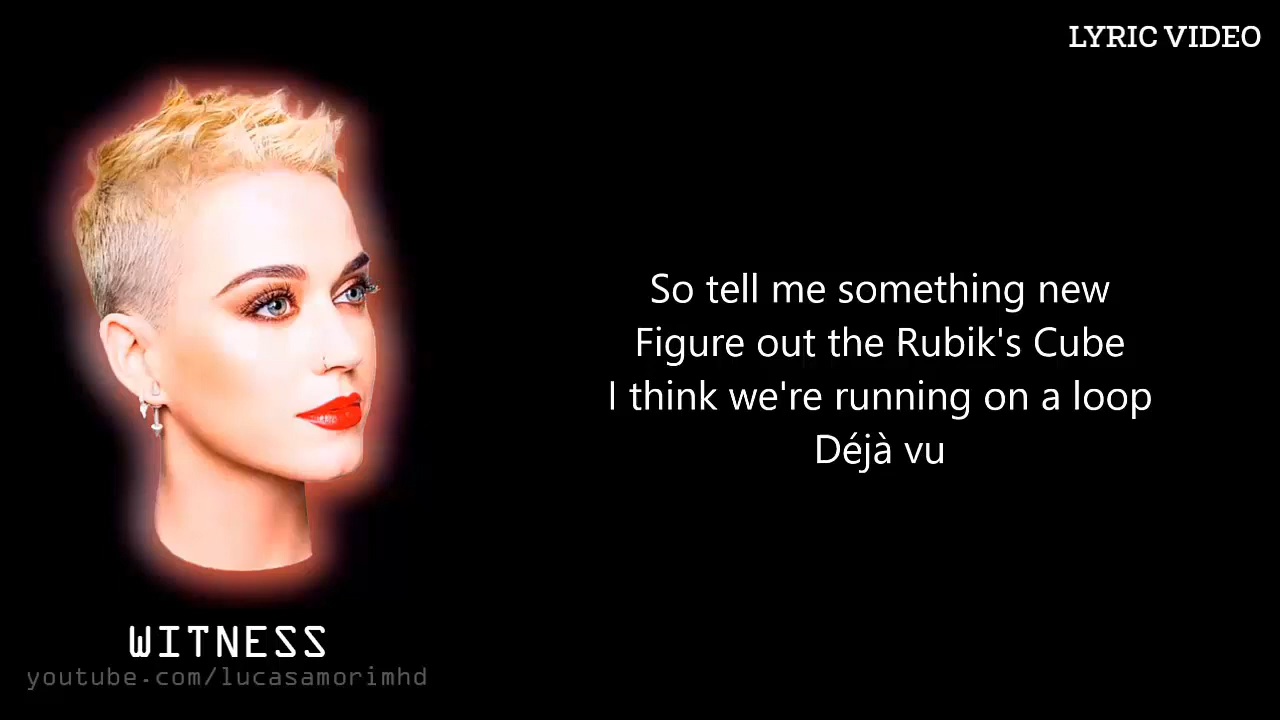 LYRIC VIDEO
So tell me something new
Figure out the Rubik's Cube
I think we're running on a loop
Déjà vu
WITNESS
youtube.com/lucasamorimhd